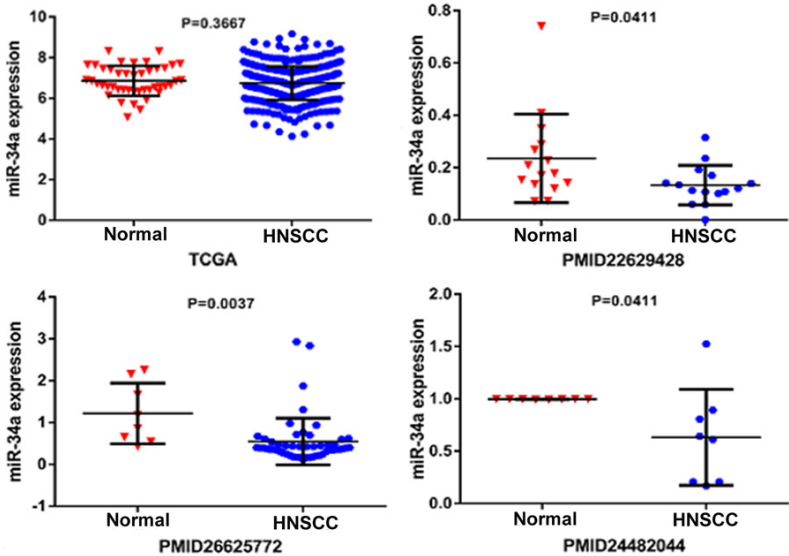 P=0.3667
miR-34a expression
10
8
6
4
2
0
Normal HNSCC
TCGA
P=0.0411
miR-34a expression
0.8
0.6
0.4
0.2
0.0
Normal HNSCC
PMID22629428
P=0.0037
miR-34a expression
4
3
2
1
0
-1
Normal HNSCC
PMID26625772
P=0.0411
miR-34a expression
2.0
1.5
1.0
0.5
0.0
Normal HNSCC
PMID24482044